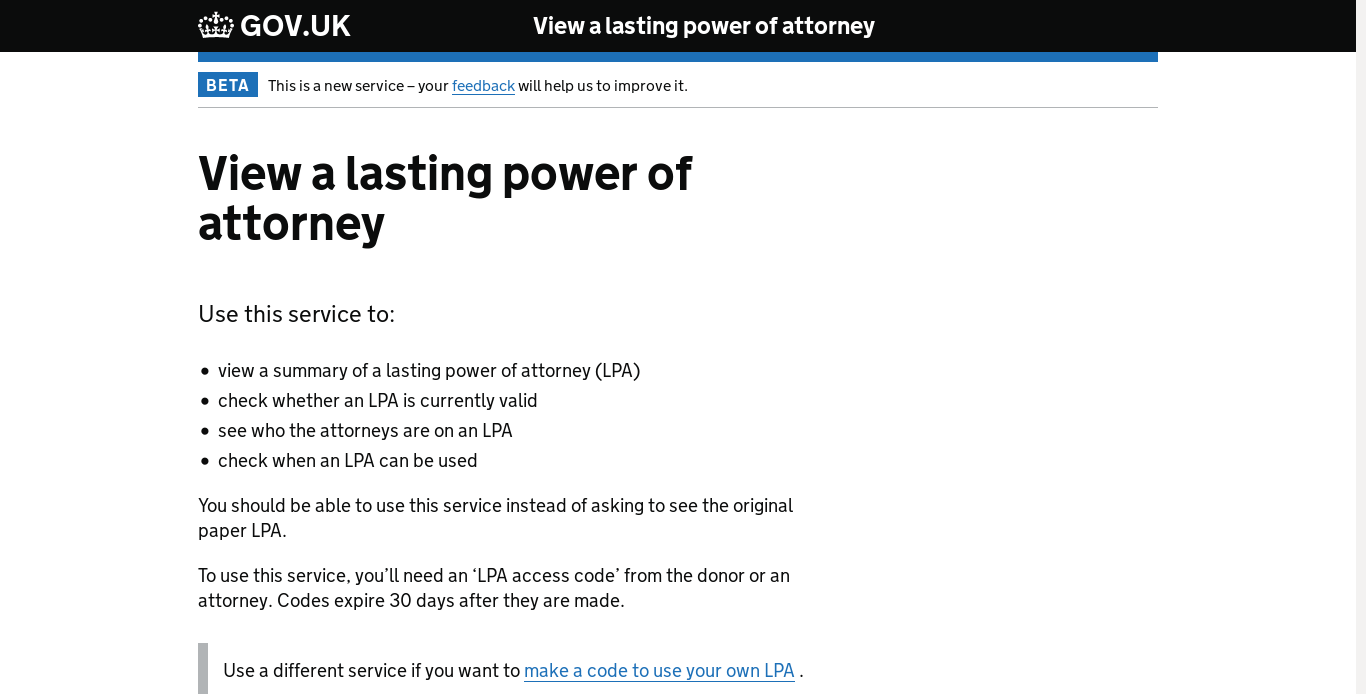 GOV.UK
View a lasting power of attorney
BETA This is a new service – your feedback will help us to improve it.
View a lasting power of
attorney
Use this service to:
• view a summary of a lasting power of attorney (LPA)
• check whether an LPA is currently valid
• see who the attorneys are on an LPA
• check when an LPA can be used
You should be able to use this service instead of asking to see the original
paper LPA.
To use this service, you’ll need an ‘LPA access code’ from the donor or an
attorney. Codes expire 30 days after they are made.
Use a different service if you want to make a code to use your own LPA .